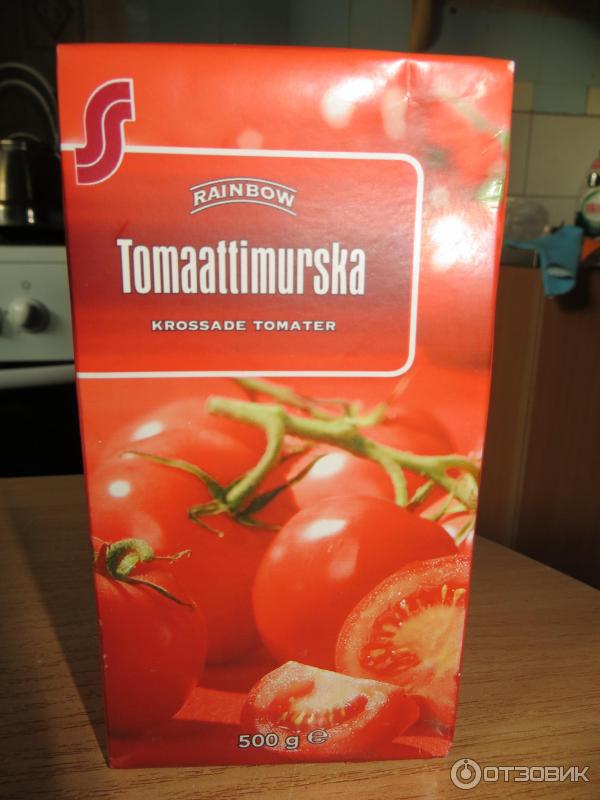 RAINBOW
Tomaattimurska
KROSSADE TOMATER
500 g e
ОТЗОВИК